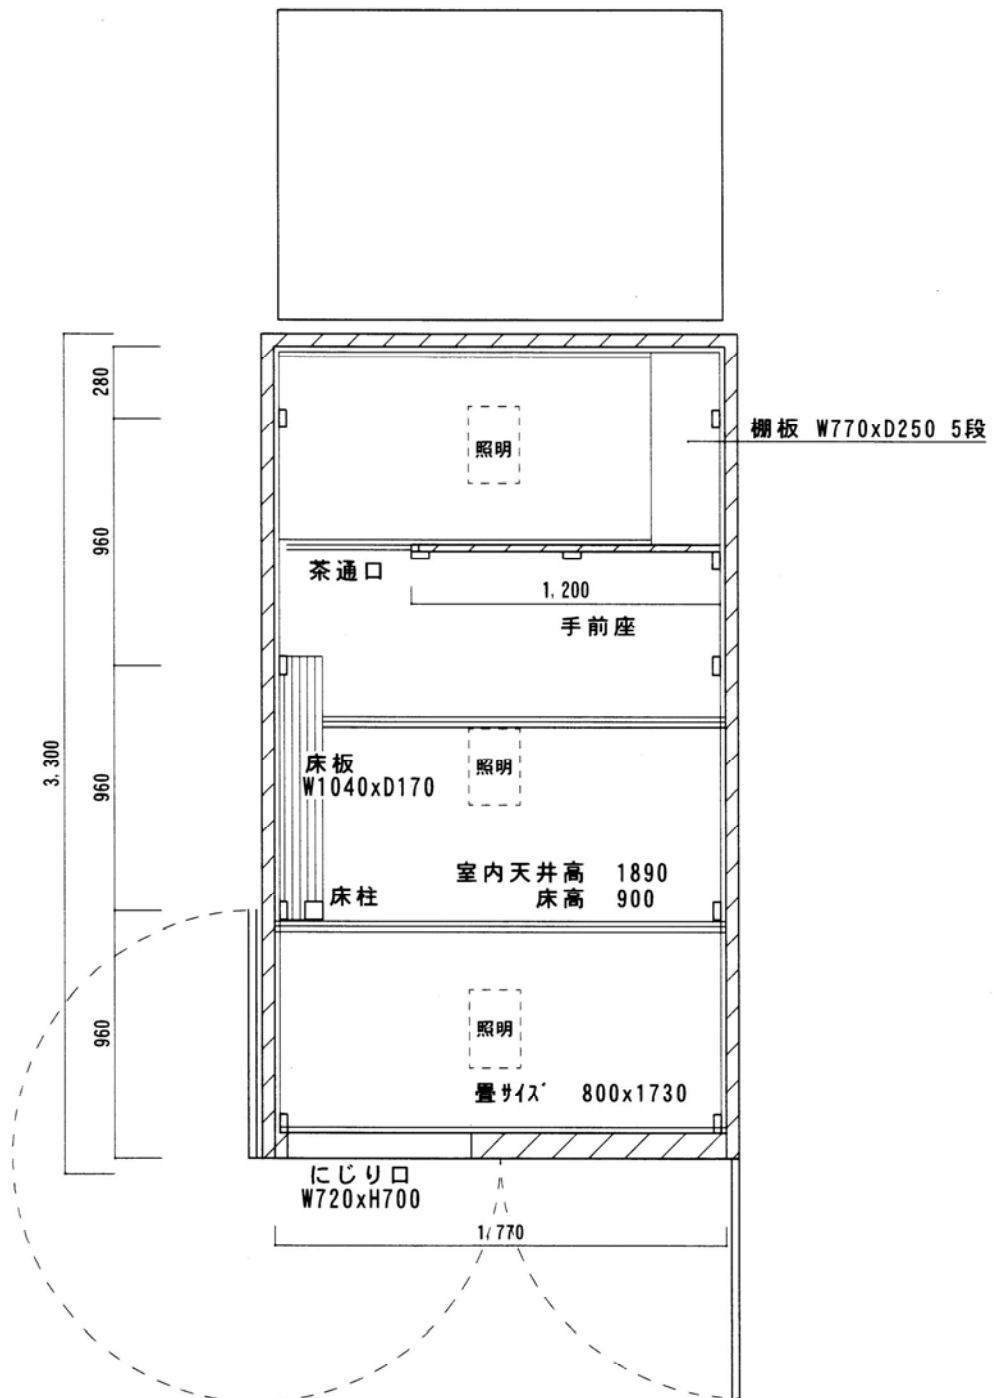 280
照明
棚板 W770xD250 5段
960
茶通口
1,200
手前座
3,300
960
床板
W1040xD170
照明
室内天井高 1890
床高 900
床柱
960
照明
畳ｻｲｽﾞ 800x1730
にじり口
W720xH700
1,770